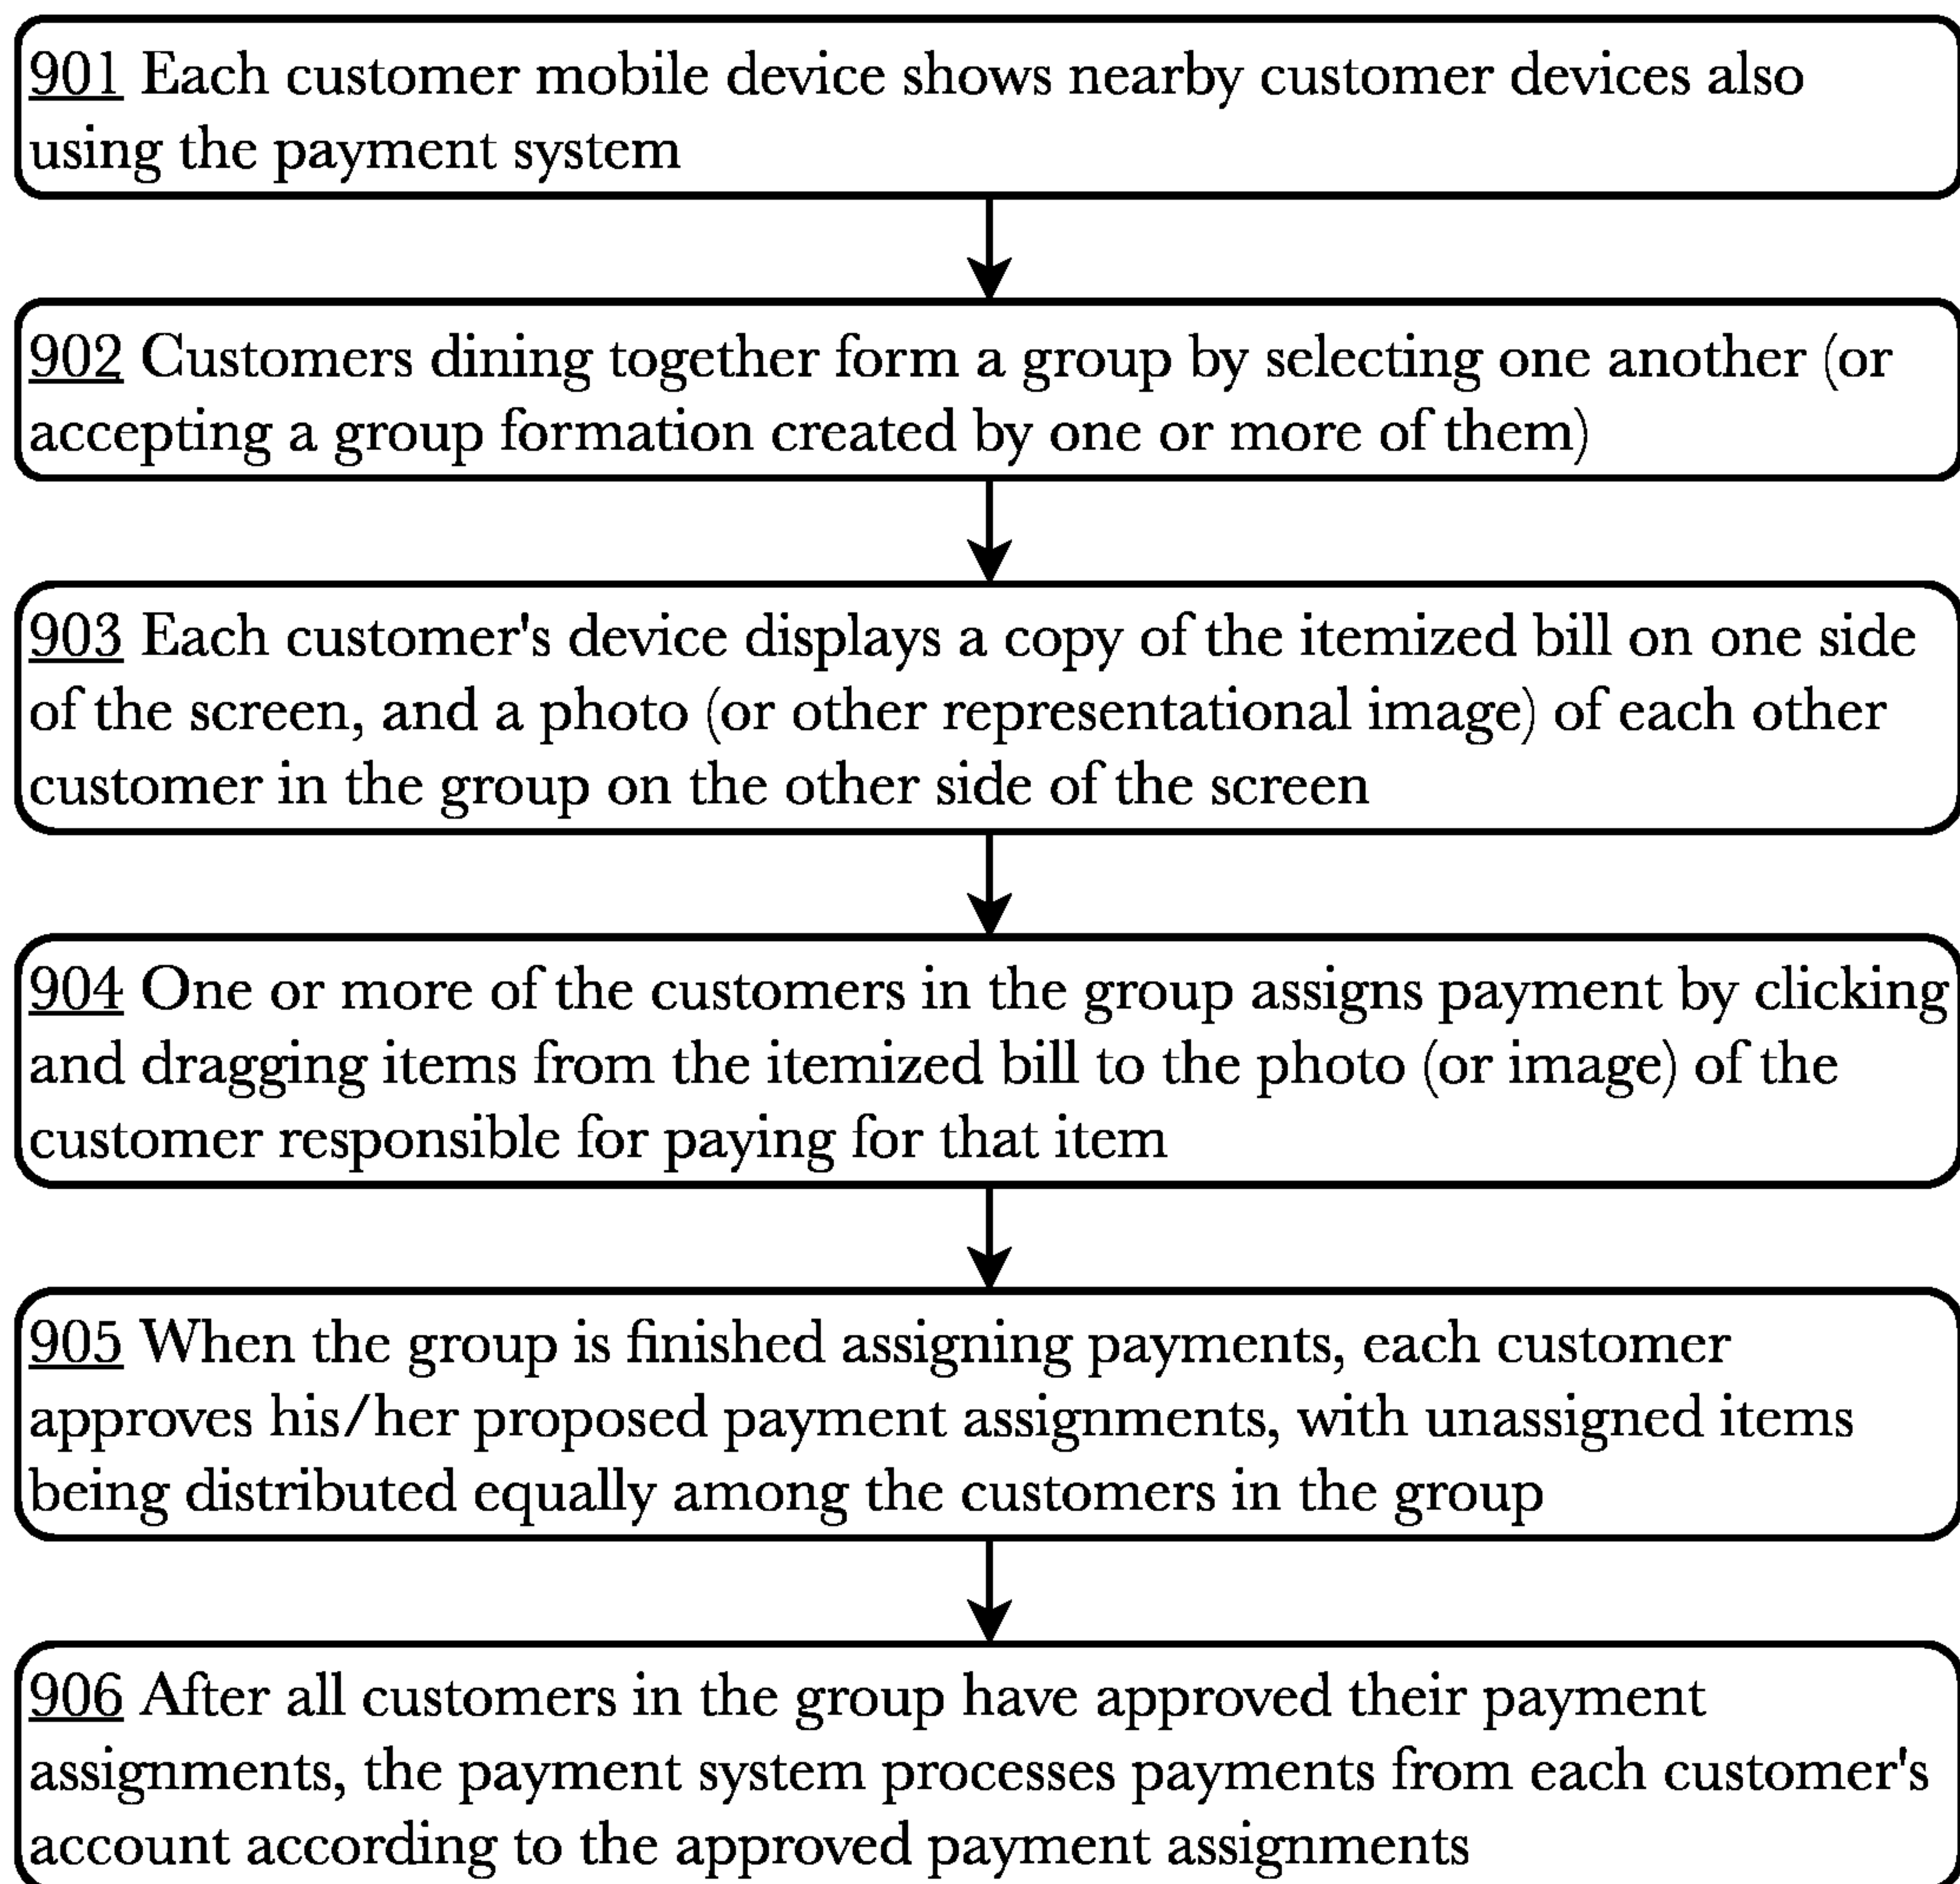 901 Each customer mobile device shows nearby customer devices also
using the payment system
902 Customers dining together form a group by selecting one another (or
accepting a group formation created by one or more of them)
903 Each customer's device displays a copy of the itemized bill on one side
of the screen, and a photo (or other representational image) of each other
customer in the group on the other side of the screen
904 One or more of the customers in the group assigns payment by clicking
and dragging items from the itemized bill to the photo (or image) of the
customer responsible for paying for that item
905 When the group is finished assigning payments, each customer
approves his/her proposed payment assignments, with unassigned items
being distributed equally among the customers in the group
906 After all customers in the group have approved their payment
assignments, the payment system processes payments from each customer's
account according to the approved payment assignments